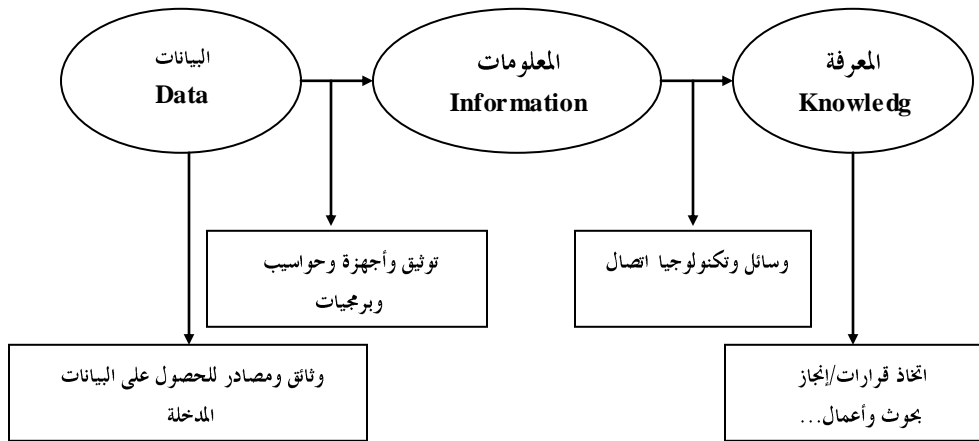 البيانات
Data
المعلومات
Information
المعرفة
Knowledg
توثيق وأجهزة وحواسيب
وبرمجيات
وسائل وتكنولوجيا اتصال
وثائق ومصادر للحصول على البيانات
المدخلة
اتخاذ قرارات/إنجاز
بحوث وأعمال...